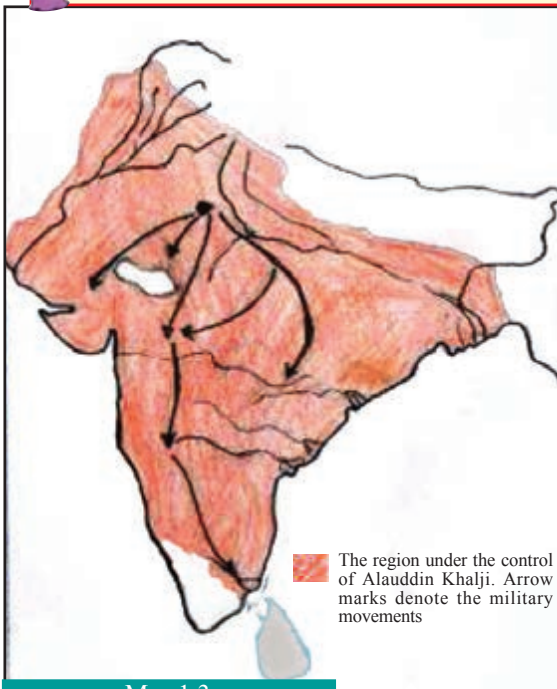 The region under the control
of Alauddin Khalji. Arrow
marks denote the military
movements